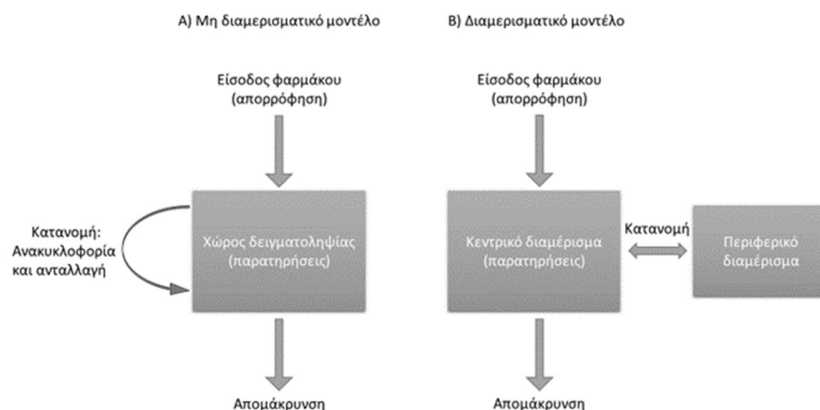 Α) Μη διαμερισματικό μοντέλο
Είσοδος φαρμάκου
(απορρόφηση)
Κατανομή:
Ανακυκλοφορία
και ανταλλαγή
Χώρος δειγματοληψίας
(παρατηρήσεις)
Απομάκρυνση
Β) Διαμερισματικό μοντέλο
Είσοδος φαρμάκου
(απορρόφηση)
Κεντρικό διαμέρισμα
(παρατηρήσεις)
Κατανομή
Περιφερικό
διαμέρισμα
Απομάκρυνση